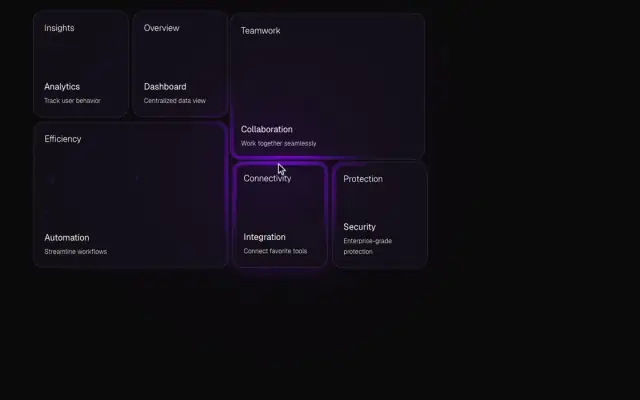 Insights
Analytics
Track user behavior
Overview
Dashboard
Centralized data view
Teamwork
Collaboration
Work together seamlessly
Efficiency
Automation
Streamline workflows
Connectivity
Integration
Connect favorite tools
Protection
Security
Enterprise-grade
protection